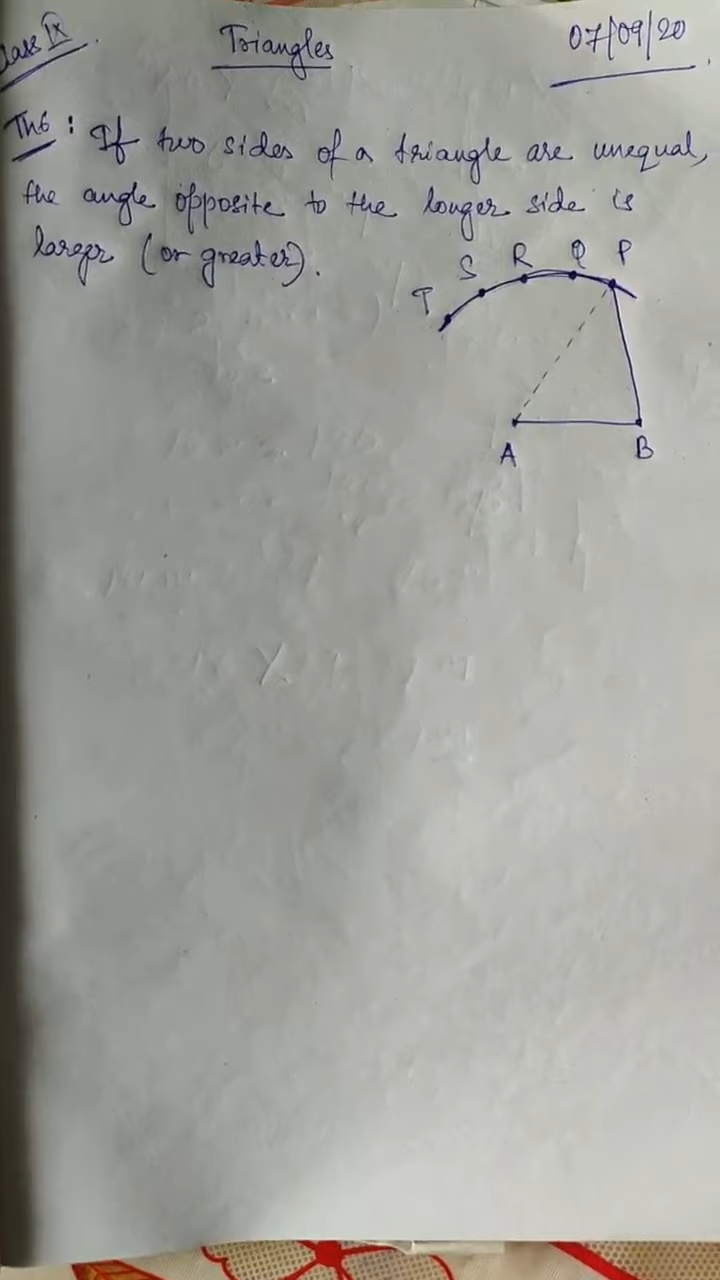 Class IX
Triangles
07/09/20
Th6 : If two sides of a triangle are unequal,
the angle opposite to the longer side is
larger (or greater).
T S R Q P
A B